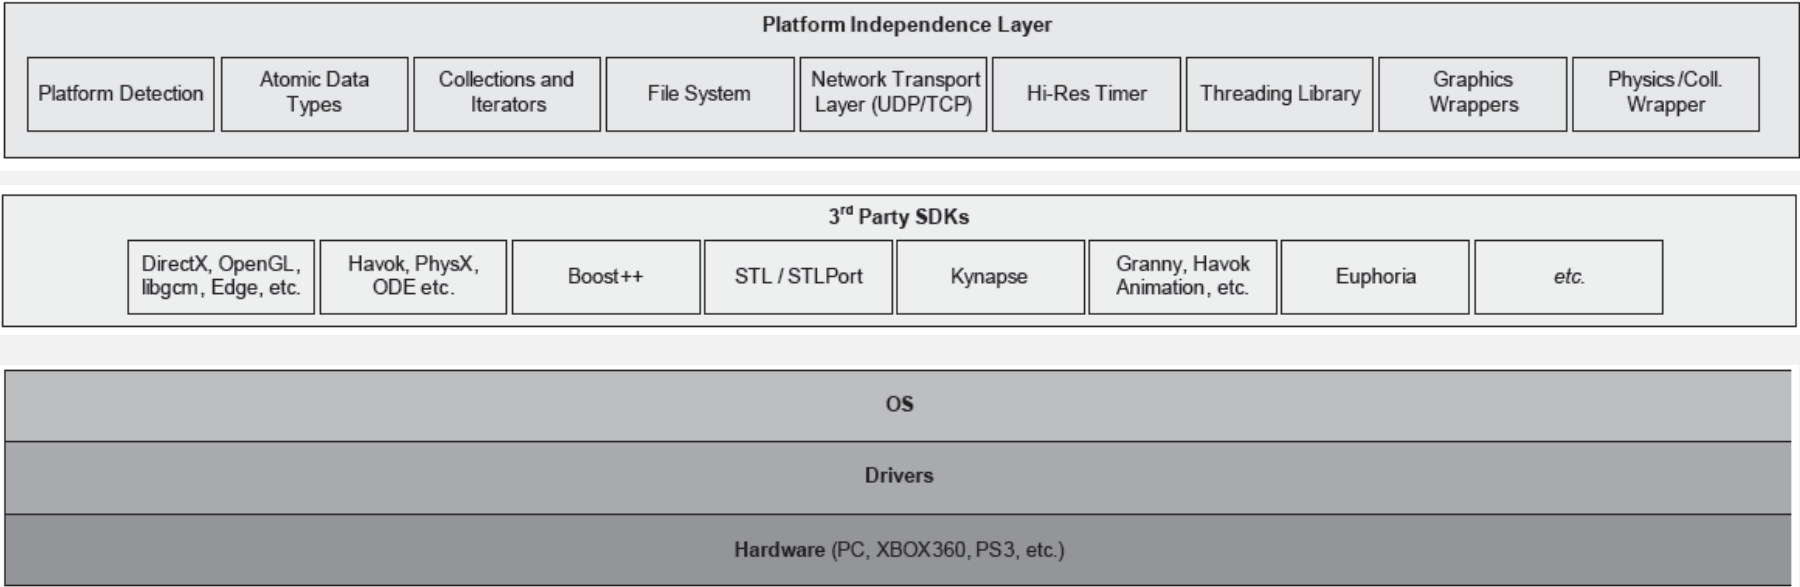 Platform Independence Layer
Platform Detection
Atomic Data
Types
Collections and
Iterators
File System
Network Transport
Layer (UDP/TCP)
Hi-Res Timer
Threading Library
Graphics
Wrappers
Physics/Coll.
Wrapper
3rd Party SDKs
DirectX, OpenGL,
libgcm, Edge, etc.
Havok, PhysX,
ODE etc.
Boost++
STL / STLPort
Kynapse
Granny, Havok
Animation, etc.
Euphoria
etc.
OS
Drivers
Hardware (PC, XBOX360, PS3, etc.)